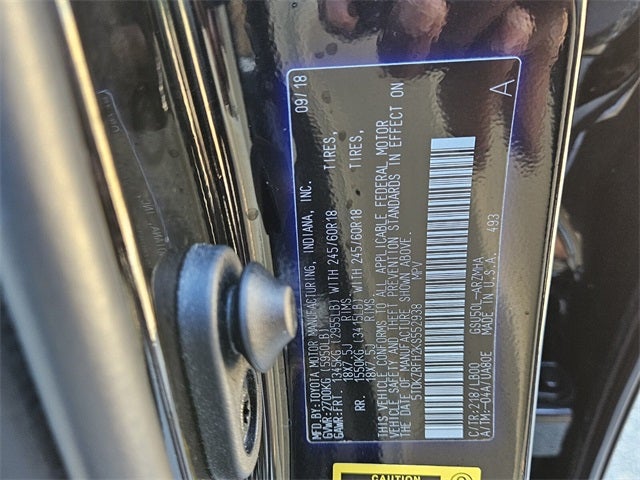 MFD.BY:TOYOTA MOTOR MANUFACTURING, INDIANA, INC. 09/18
GVWR:2700KG (5950LB)
GAWR:FRT. 1345KG (2955LB) WITH 245/60R18 TIRES,
18X7.5J RIMS.
RR. 1550KG (3415LB) WITH 245/60R18 TIRES,
18X7.5J RIMS.
THIS VEHICLE CONFORMS TO ALL APPLICABLE FEDERAL MOTOR
VEHICLE SAFETY AND THEFT PREVENTION STANDARDS IN EFFECT ON
THE DATE OF MANUFACTURE SHOWN ABOVE.
5TDKZRFH2KS552938 MPV
C/TR:218/LB00 GSU50L-ARZMHA A
A/TR:-04A/UA80E MADE IN U.S.A. 493
CAUTION